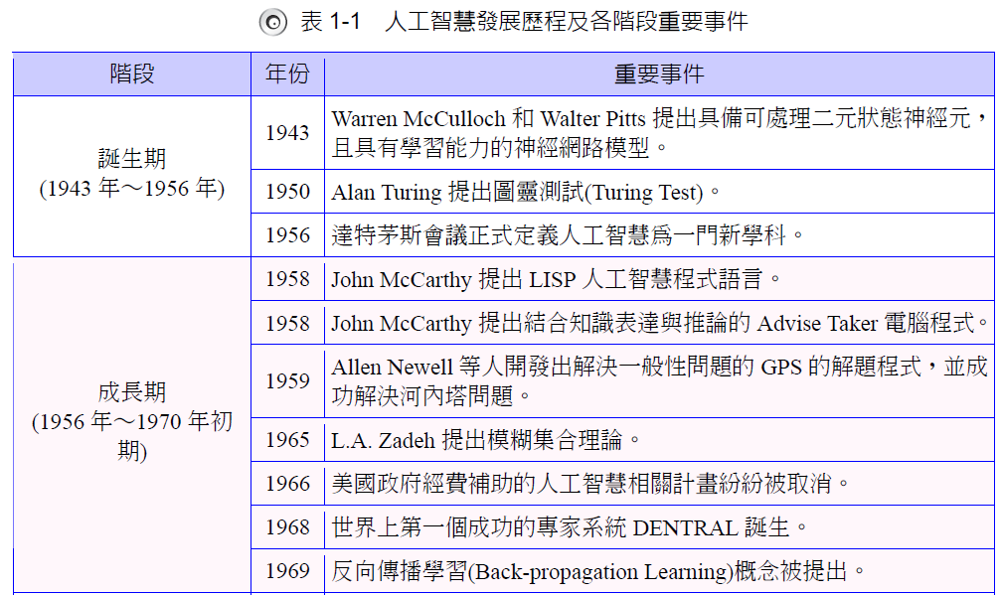 表 1-1 人工智慧發展歷程及各階段重要事件
階段 年份 重要事件
誕生期
(1943 年～1956 年)
1943 Warren McCulloch 和 Walter Pitts 提出具備可處理二元狀態神經元，
且具有學習能力的神經網路模型。
1950 Alan Turing 提出圖靈測試(Turing Test)。
1956 達特茅斯會議正式定義人工智慧為一門新學科。
成長期
(1956 年～1970 年初
期)
1958 John McCarthy 提出 LISP 人工智慧程式語言。
1958 John McCarthy 提出結合知識表達與推論的 Advise Taker 電腦程式。
1959 Allen Newell 等人開發出解決一般性問題的 GPS 的解題程式，並成
功解決河內塔問題。
1965 L.A. Zadeh 提出模糊集合理論。
1966 美國政府經費補助的人工智慧相關計畫紛紛被取消。
1968 世界上第一個成功的專家系統 DENTRAL 誕生。
1969 反向傳播學習(Back-propagation Learning)概念被提出。